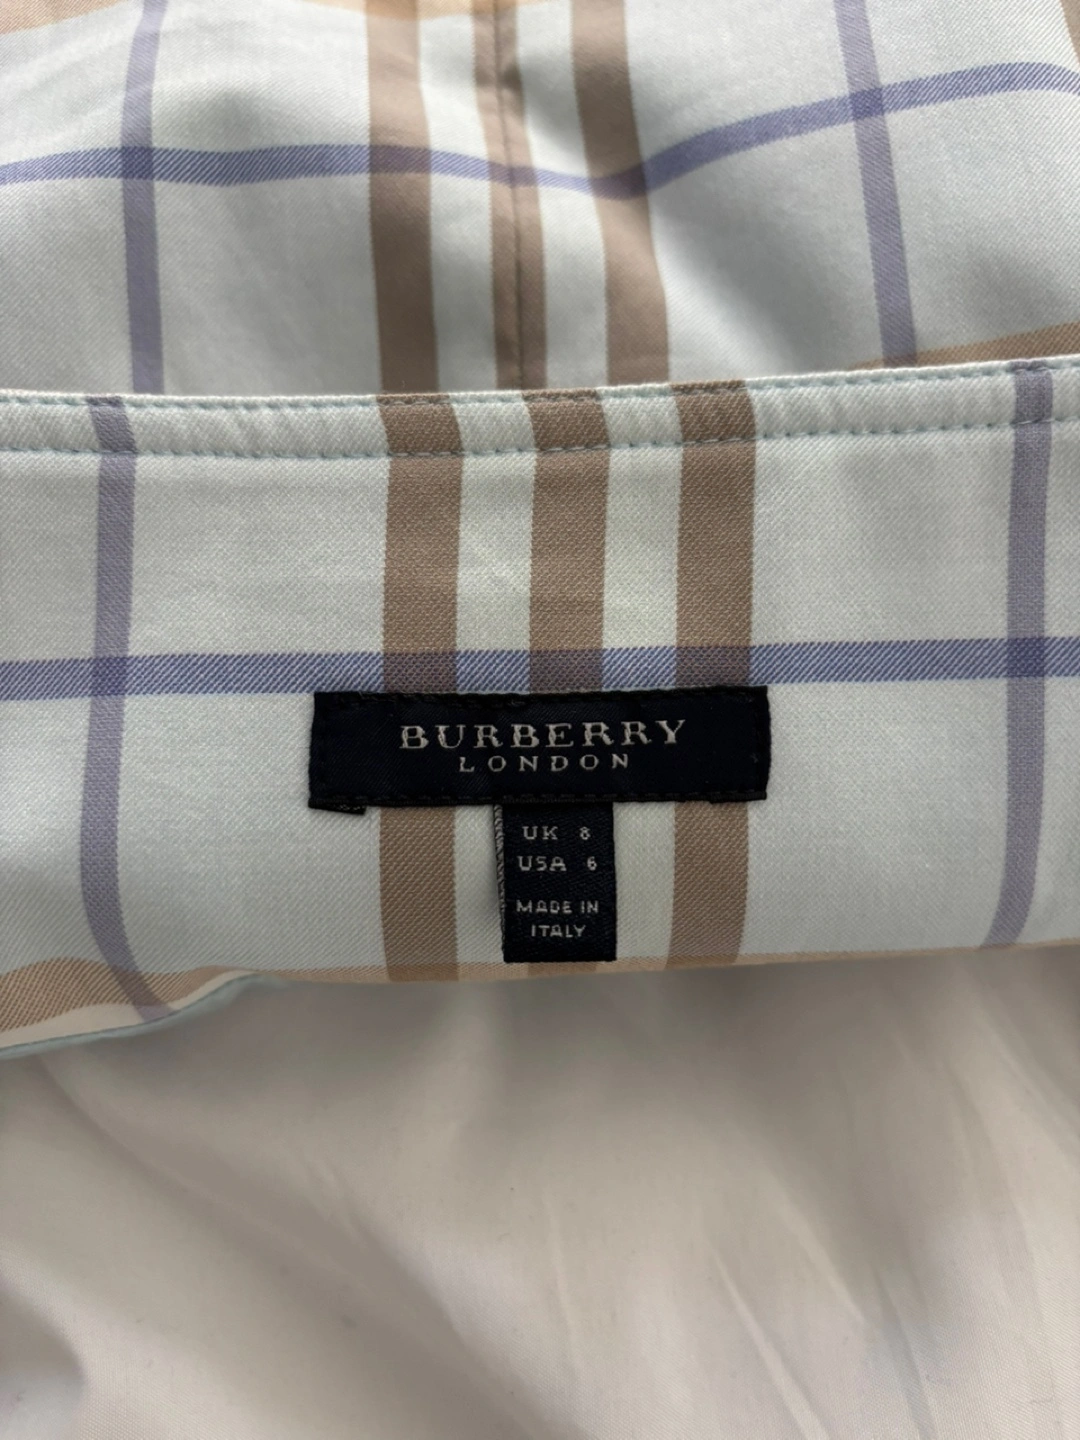 BURBERRY
LONDON
UK 8
USA 6
MADE IN
ITALY